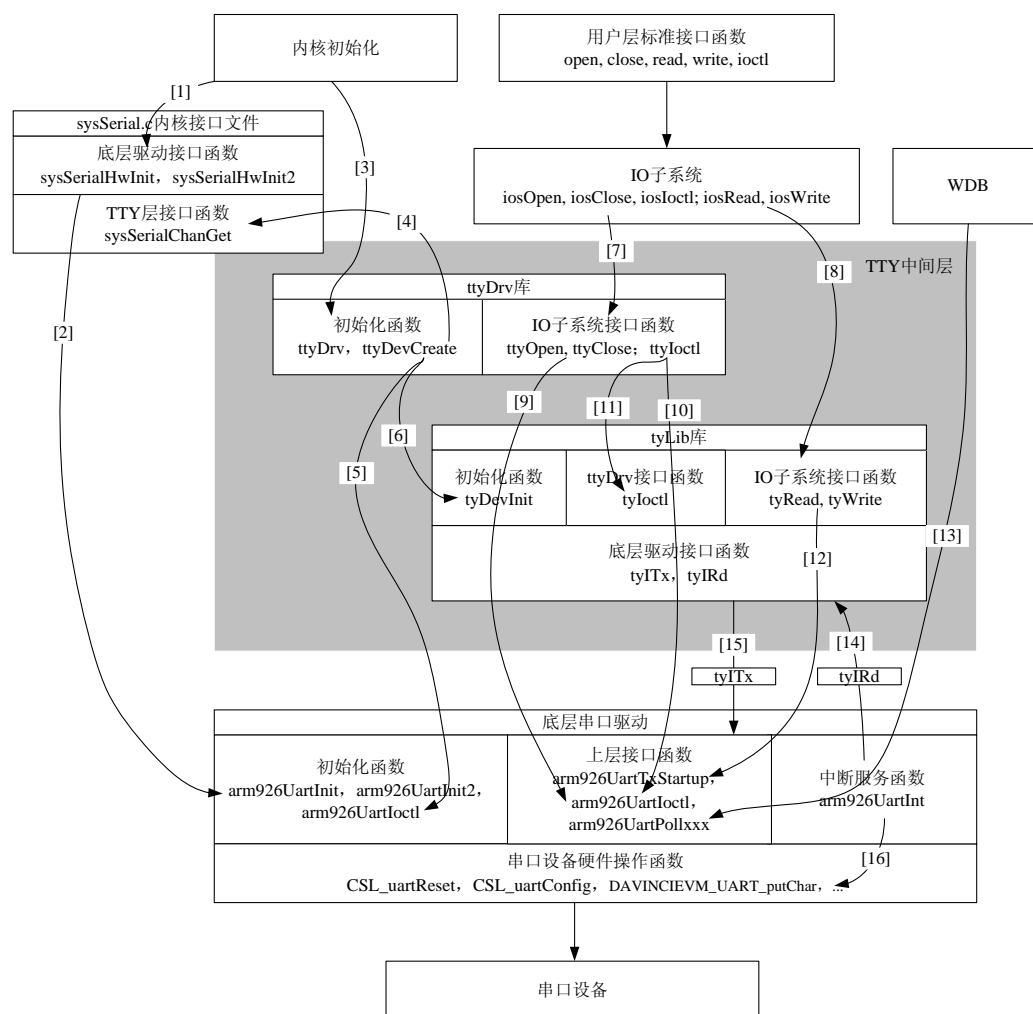 内核初始化
用户层标准接口函数
open, close, read, write, ioctl
[1]
sysSerial.c内核接口文件
底层驱动接口函数
sysSerialHwInit，sysSerialHwInit2
[3]
IO子系统
iosOpen, iosClose, iosIoctl; iosRead, iosWrite
WDB
TTY层接口函数
sysSerialChanGet
[4]
[7]
[8]
TTY中间层
ttyDrv库
[2]
初始化函数
ttyDrv，ttyDevCreate
IO子系统接口函数
ttyOpen, ttyClose；ttyIoctl
[9]
[11]
[10]
[6]
tyLib库
[5]
初始化函数
tyDevInit
ttyDrv接口函数
tyIoctl
IO子系统接口函数
tyRead, tyWrite
[13]
底层驱动接口函数
tyITx，tyIRd
[12]
[15]
[14]
tyITx
tyIRd
底层串口驱动
初始化函数
arm926UartInit，arm926UartInit2，
arm926UartIoctl
上层接口函数
arm926UartTxStartup，
arm926UartIoctl，
arm926UartPollxxx
中断服务函数
arm926UartInt
[16]
串口设备硬件操作函数
CSL_uartReset，CSL_uartConfig，DAVINCIEVM_UART_putChar，...
串口设备